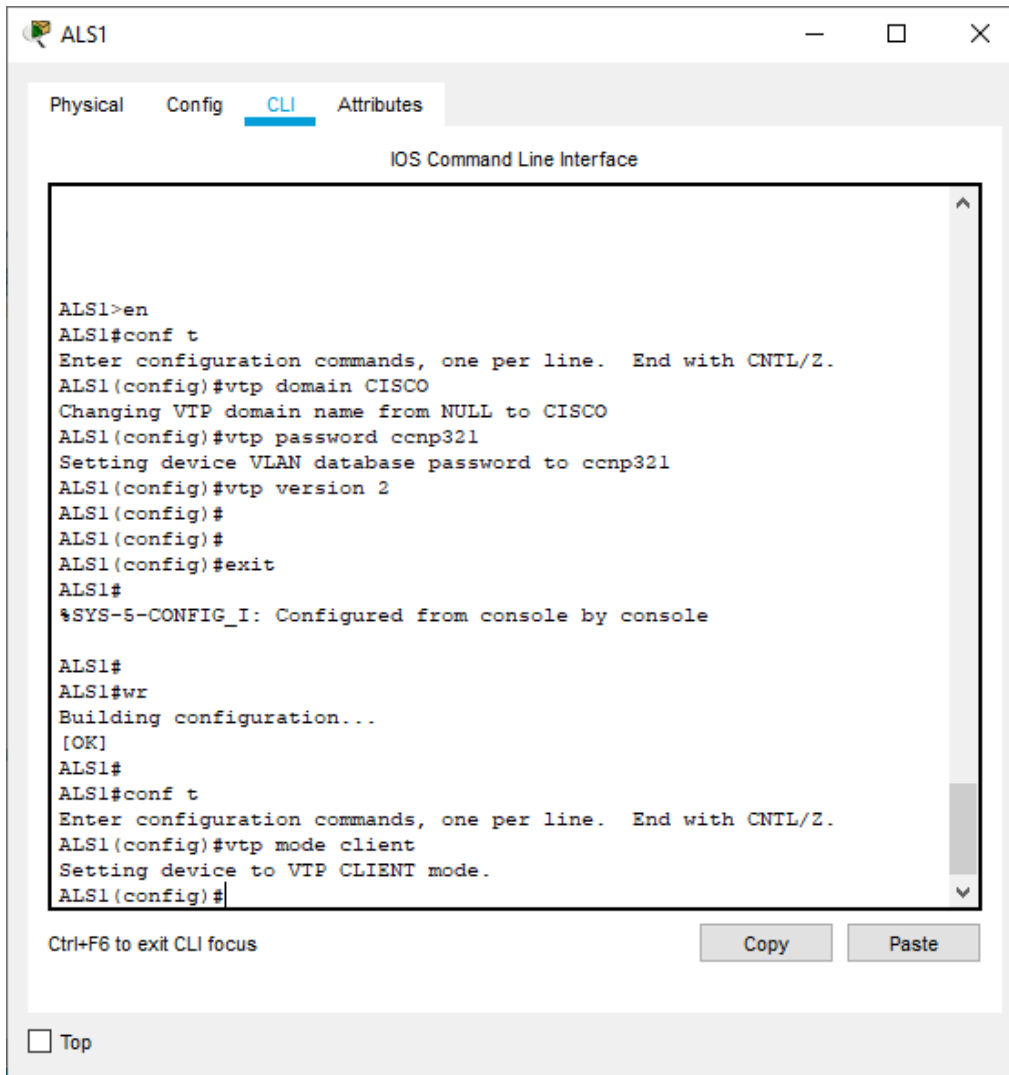 ALS1
Physical Config CLI Attributes
IOS Command Line Interface
ALS1>en
ALS1#conf t
Enter configuration commands, one per line.  End with CNTL/Z.
ALS1(config)#vtp domain CISCO
Changing VTP domain name from NULL to CISCO
ALS1(config)#vtp password ccnp321
Setting device VLAN database password to ccnp321
ALS1(config)#vtp version 2
ALS1(config)#
ALS1(config)#
ALS1(config)#exit
ALS1#
%SYS-5-CONFIG_I: Configured from console by console
ALS1#
ALS1#wr
Building configuration...
[OK]
ALS1#
ALS1#conf t
Enter configuration commands, one per line.  End with CNTL/Z.
ALS1(config)#vtp mode client
Setting device to VTP CLIENT mode.
ALS1(config)#
Ctrl+F6 to exit CLI focus Copy Paste
Top